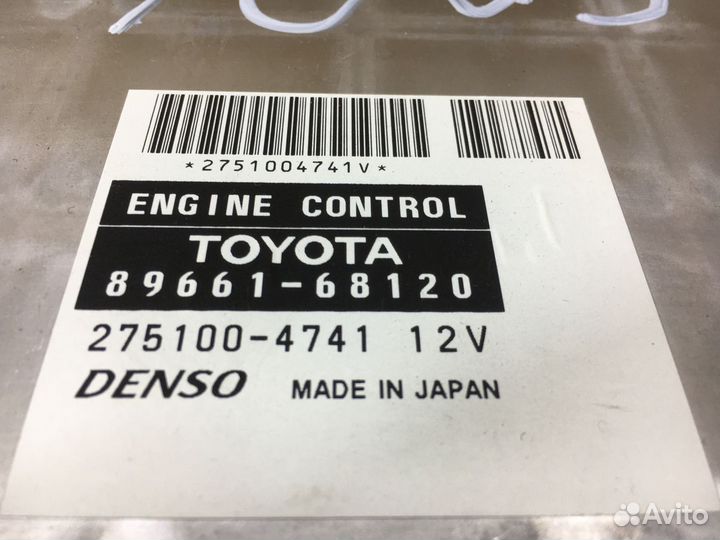 *2751004741V*
ENGINE CONTROL
TOYOTA
89661-68120
275100-4741 12V
DENSO MADE IN JAPAN
Avito